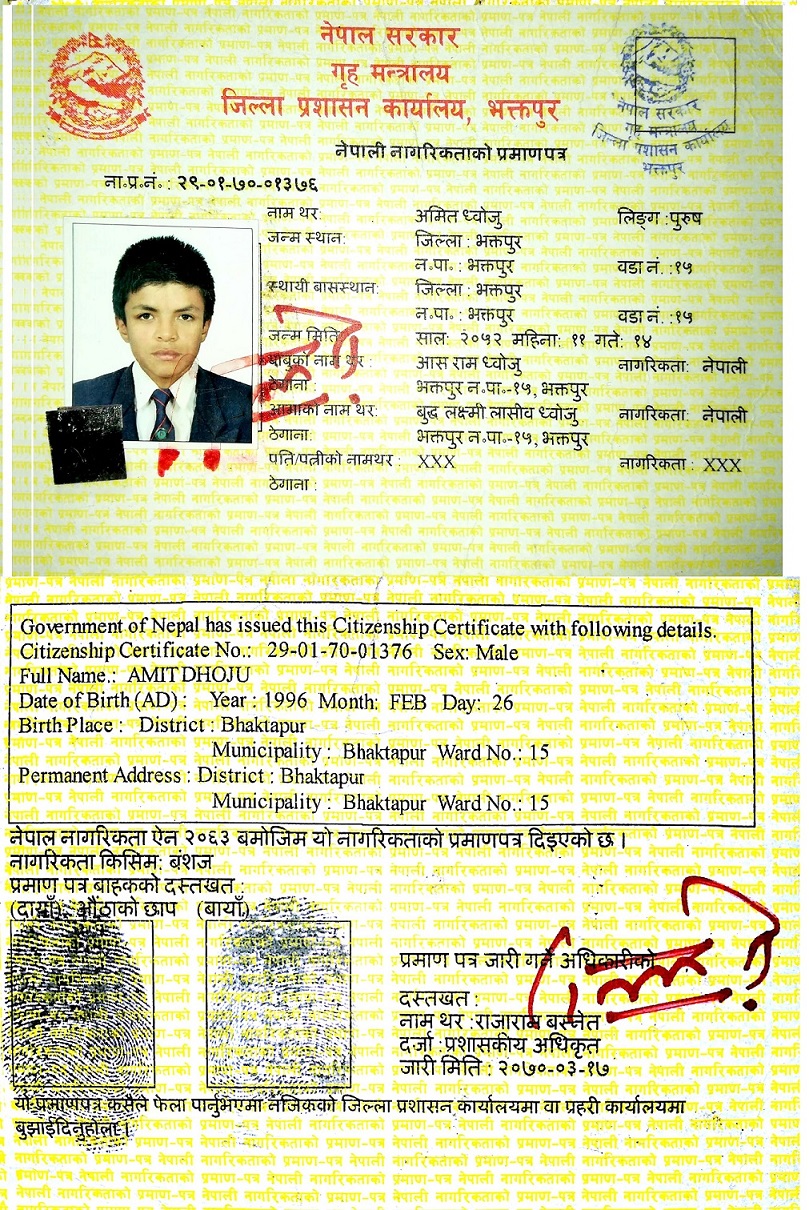 नेपाल सरकार
गृह मन्त्रालय
जिल्ला प्रशासन कार्यालय, भक्तपुर
नेपाल सरकार
गृह मन्त्रालय
जिल्ला प्रशासन कार्यालय
भक्तपुर
नेपाली नागरिकताको प्रमाणपत्र
ना॰प्र॰नं. : २९-०१-७०-०१३७६
नाम थर: अमित ध्वोजु लिङ्ग :पुरुष
जन्म स्थान: जिल्ला : भक्तपुर
न॰पा॰ : भक्तपुर वडा नं. :१५
स्थायी बासस्थान: जिल्ला : भक्तपुर
न.पा॰ : भक्तपुर वडा नं. :१५
जन्म मिति साल: २०५२ महिना: ११ गते: १४
बाबुको नाम थर : आस राम ध्वोजु नागरिकता: नेपाली
ठेगाना : भक्तपुर न.पा॰-१५, भक्तपुर
आमाको नाम थर: बुद्ध लक्ष्मी लासीव ध्वोजु नागरिकता: नेपाली
ठेगाना: भक्तपुर न.पा॰-१५, भक्तपुर
पति/पत्नीको नामथर : XXX नागरिकता : XXX
ठेगाना :
Government of Nepal has issued this Citizenship Certificate with following details.
Citizenship Certificate No.: 29-01-70-01376 Sex: Male
Full Name.: AMIT DHOJU
Date of Birth (AD) : Year : 1996 Month: FEB Day: 26
Birth Place : District : Bhaktapur
Municipality : Bhaktapur Ward No.: 15
Permanent Address : District : Bhaktapur
Municipality : Bhaktapur Ward No.: 15
नेपाल नागरिकता ऐन २०६३ बमोजिम यो नागरिकताको प्रमाणपत्र दिइएको छ ।
नागरिकता किसिम: बंशज
प्रमाण पत्र बाहकको दस्तखत :
(दायाँ) औंठाको छाप (बायाँ)
प्रमाण पत्र जारी गर्ने अधिकारीको
दस्तखत :
नाम थर :राजाराम बस्नेत
दर्जा :प्रशासकीय अधिकृत
जारी मिति : २०७०-०३-१७
यो प्रमाणपत्र कसैले फेला पार्नुभएमा नजिकको जिल्ला प्रशासन कार्यालयमा वा प्रहरी कार्यालयमा
बुझाईदिनुहोला ।